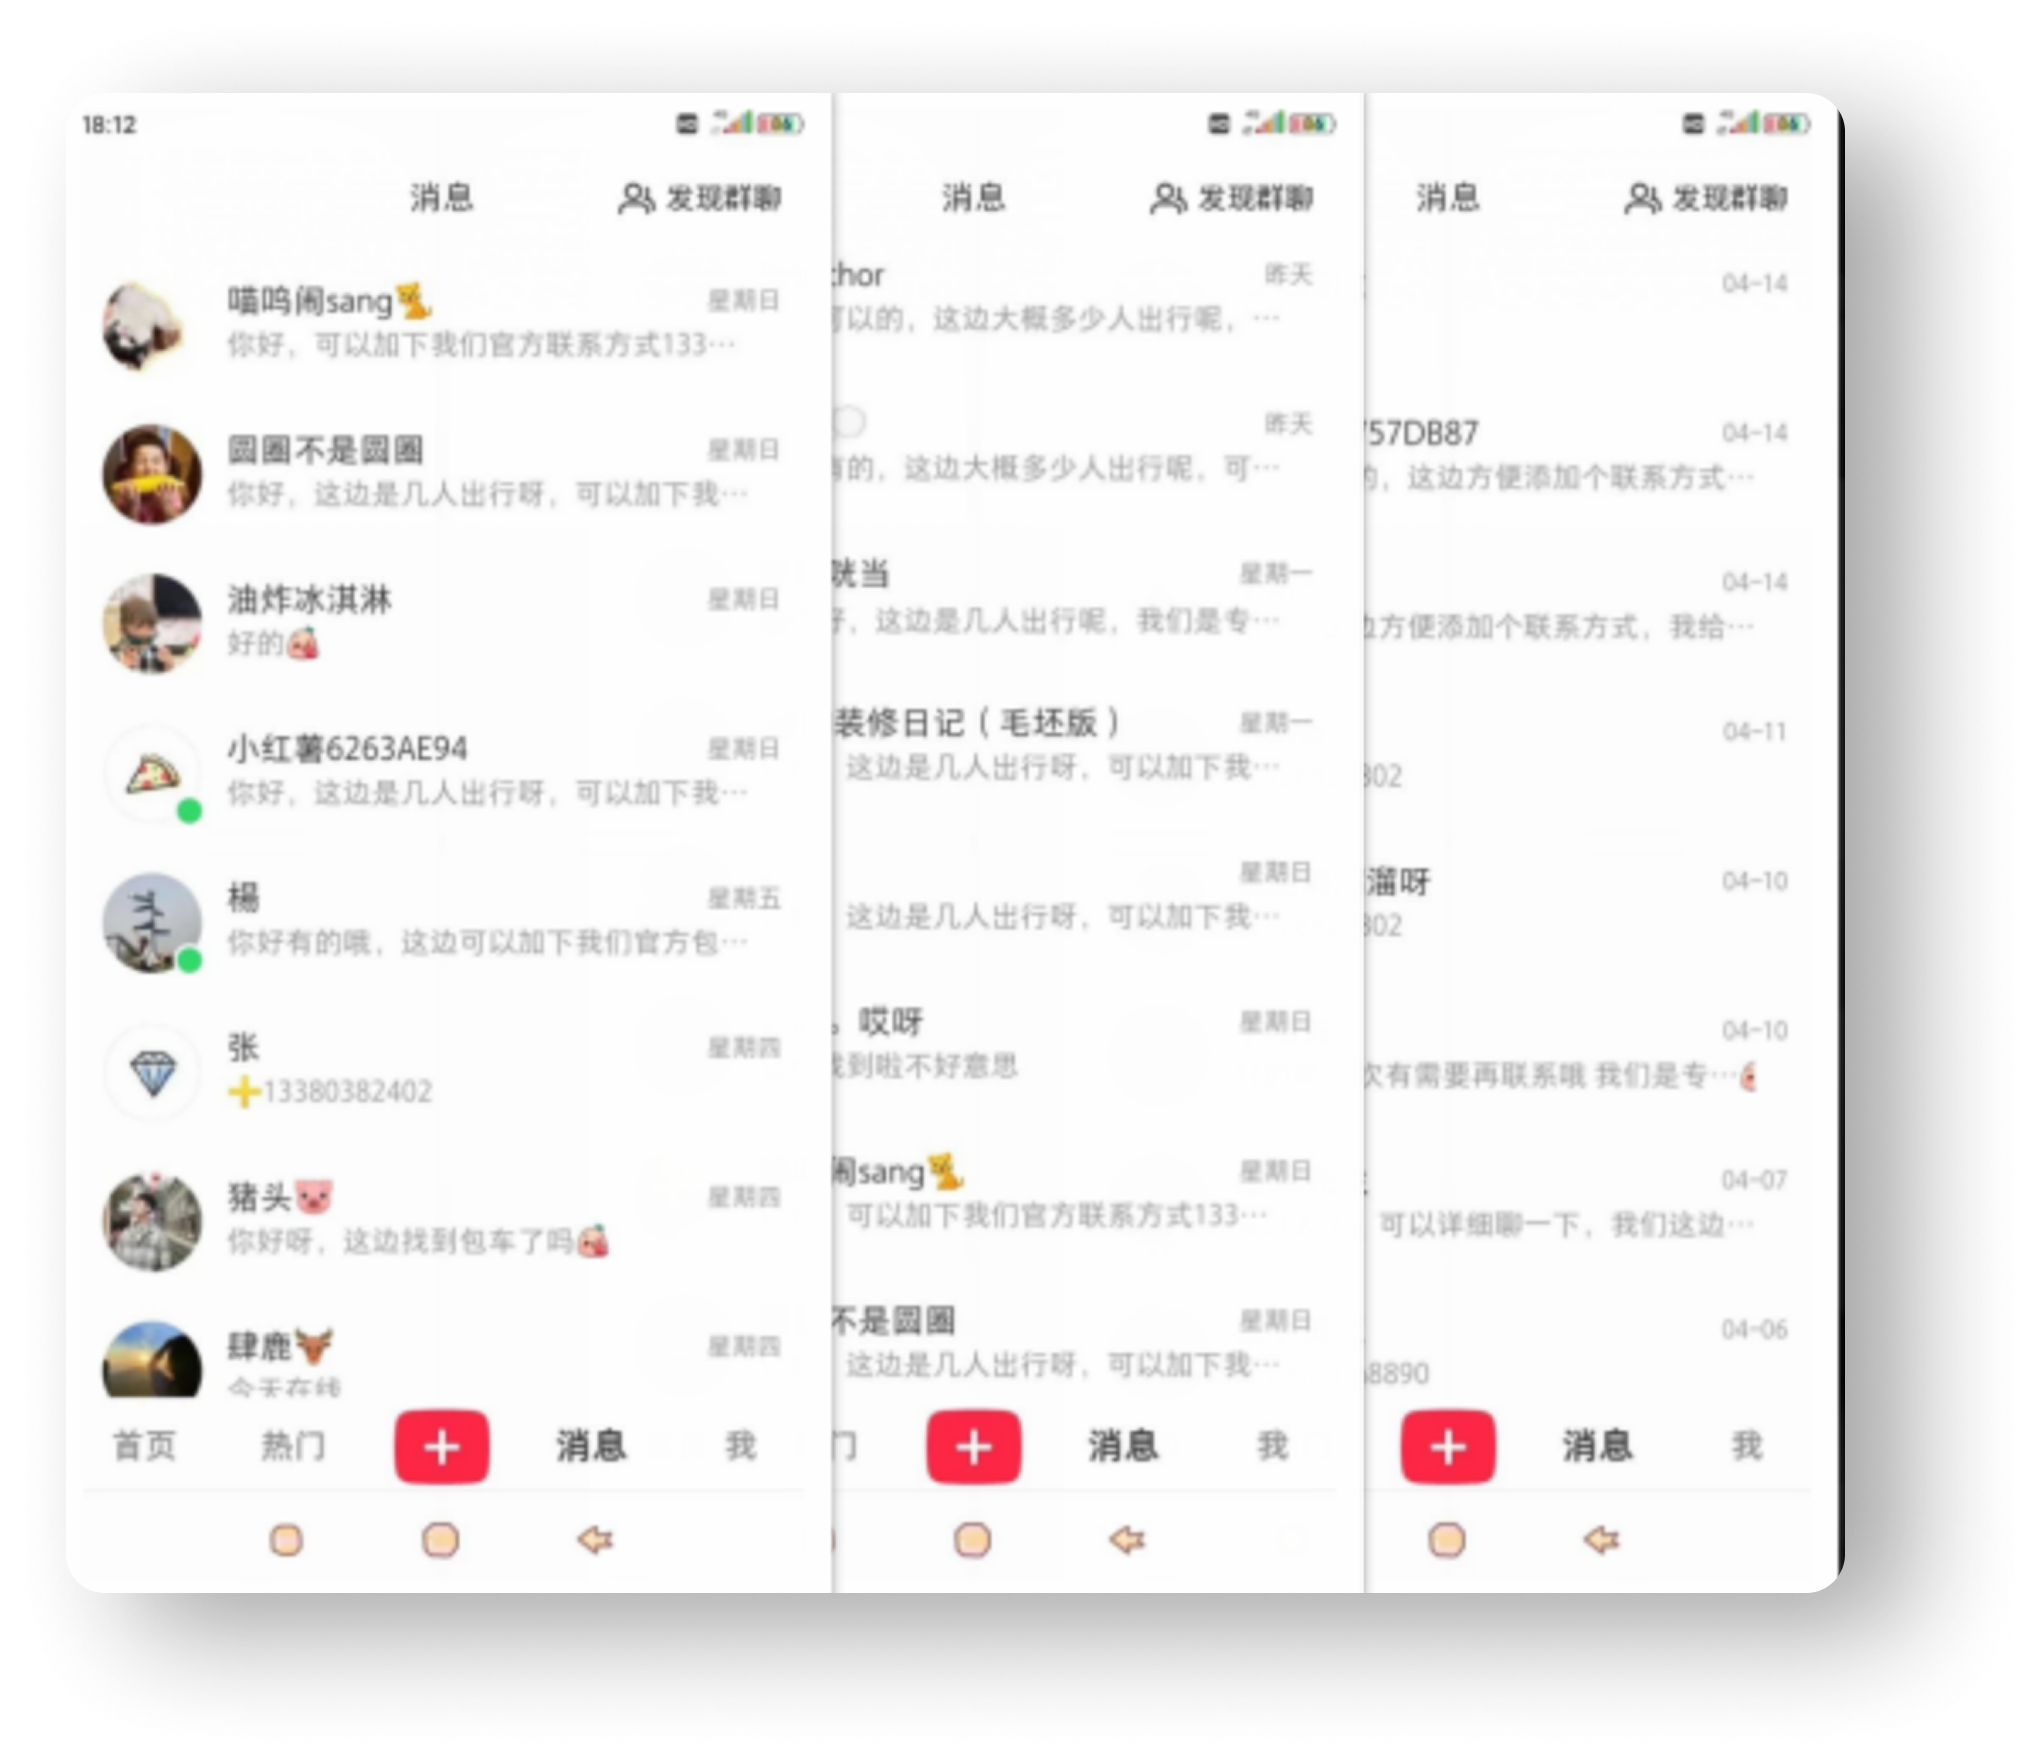 18:12
消息
发现群聊
喵呜闹sang
星期日
你好，可以加下我们官方联系方式133…
圆圈不是圆圈
星期日
你好，这边是几人出行呀，可以加下我…
油炸冰淇淋
星期日
好的
小红薯6263AE94
星期日
你好，这边是几人出行呀，可以加下我…
楊
星期五
你好有的哦，这边可以加下我们官方包…
张
星期四
13380382402
猪头
星期四
你好呀，这边找到包车了吗
肆鹿
星期四
今天在线
首页
热门
消息
我
消息
发现群聊
chor
昨天
可以的，这边大概多少人出行呢，…
昨天
有的，这边大概多少人出行呢，可…
咣当
星期一
好，这边是几人出行呢，我们是专…
装修日记（毛坯版）
星期一
这边是几人出行呀，可以加下我…
星期日
这边是几人出行呀，可以加下我…
。哎呀
星期日
找到啦不好意思
闹sang
星期日
可以加下我们官方联系方式133…
不是圆圈
星期日
这边是几人出行呀，可以加下我…
门
消息
我
消息
发现群聊
04-14
757DB87
04-14
的，这边方便添加个联系方式…
04-14
边方便添加个联系方式，我给…
04-11
802
溜呀
04-10
802
04-10
次有需要再联系哦 我们是专…
04-07
可以详细聊一下，我们这边…
04-06
8890
消息
我